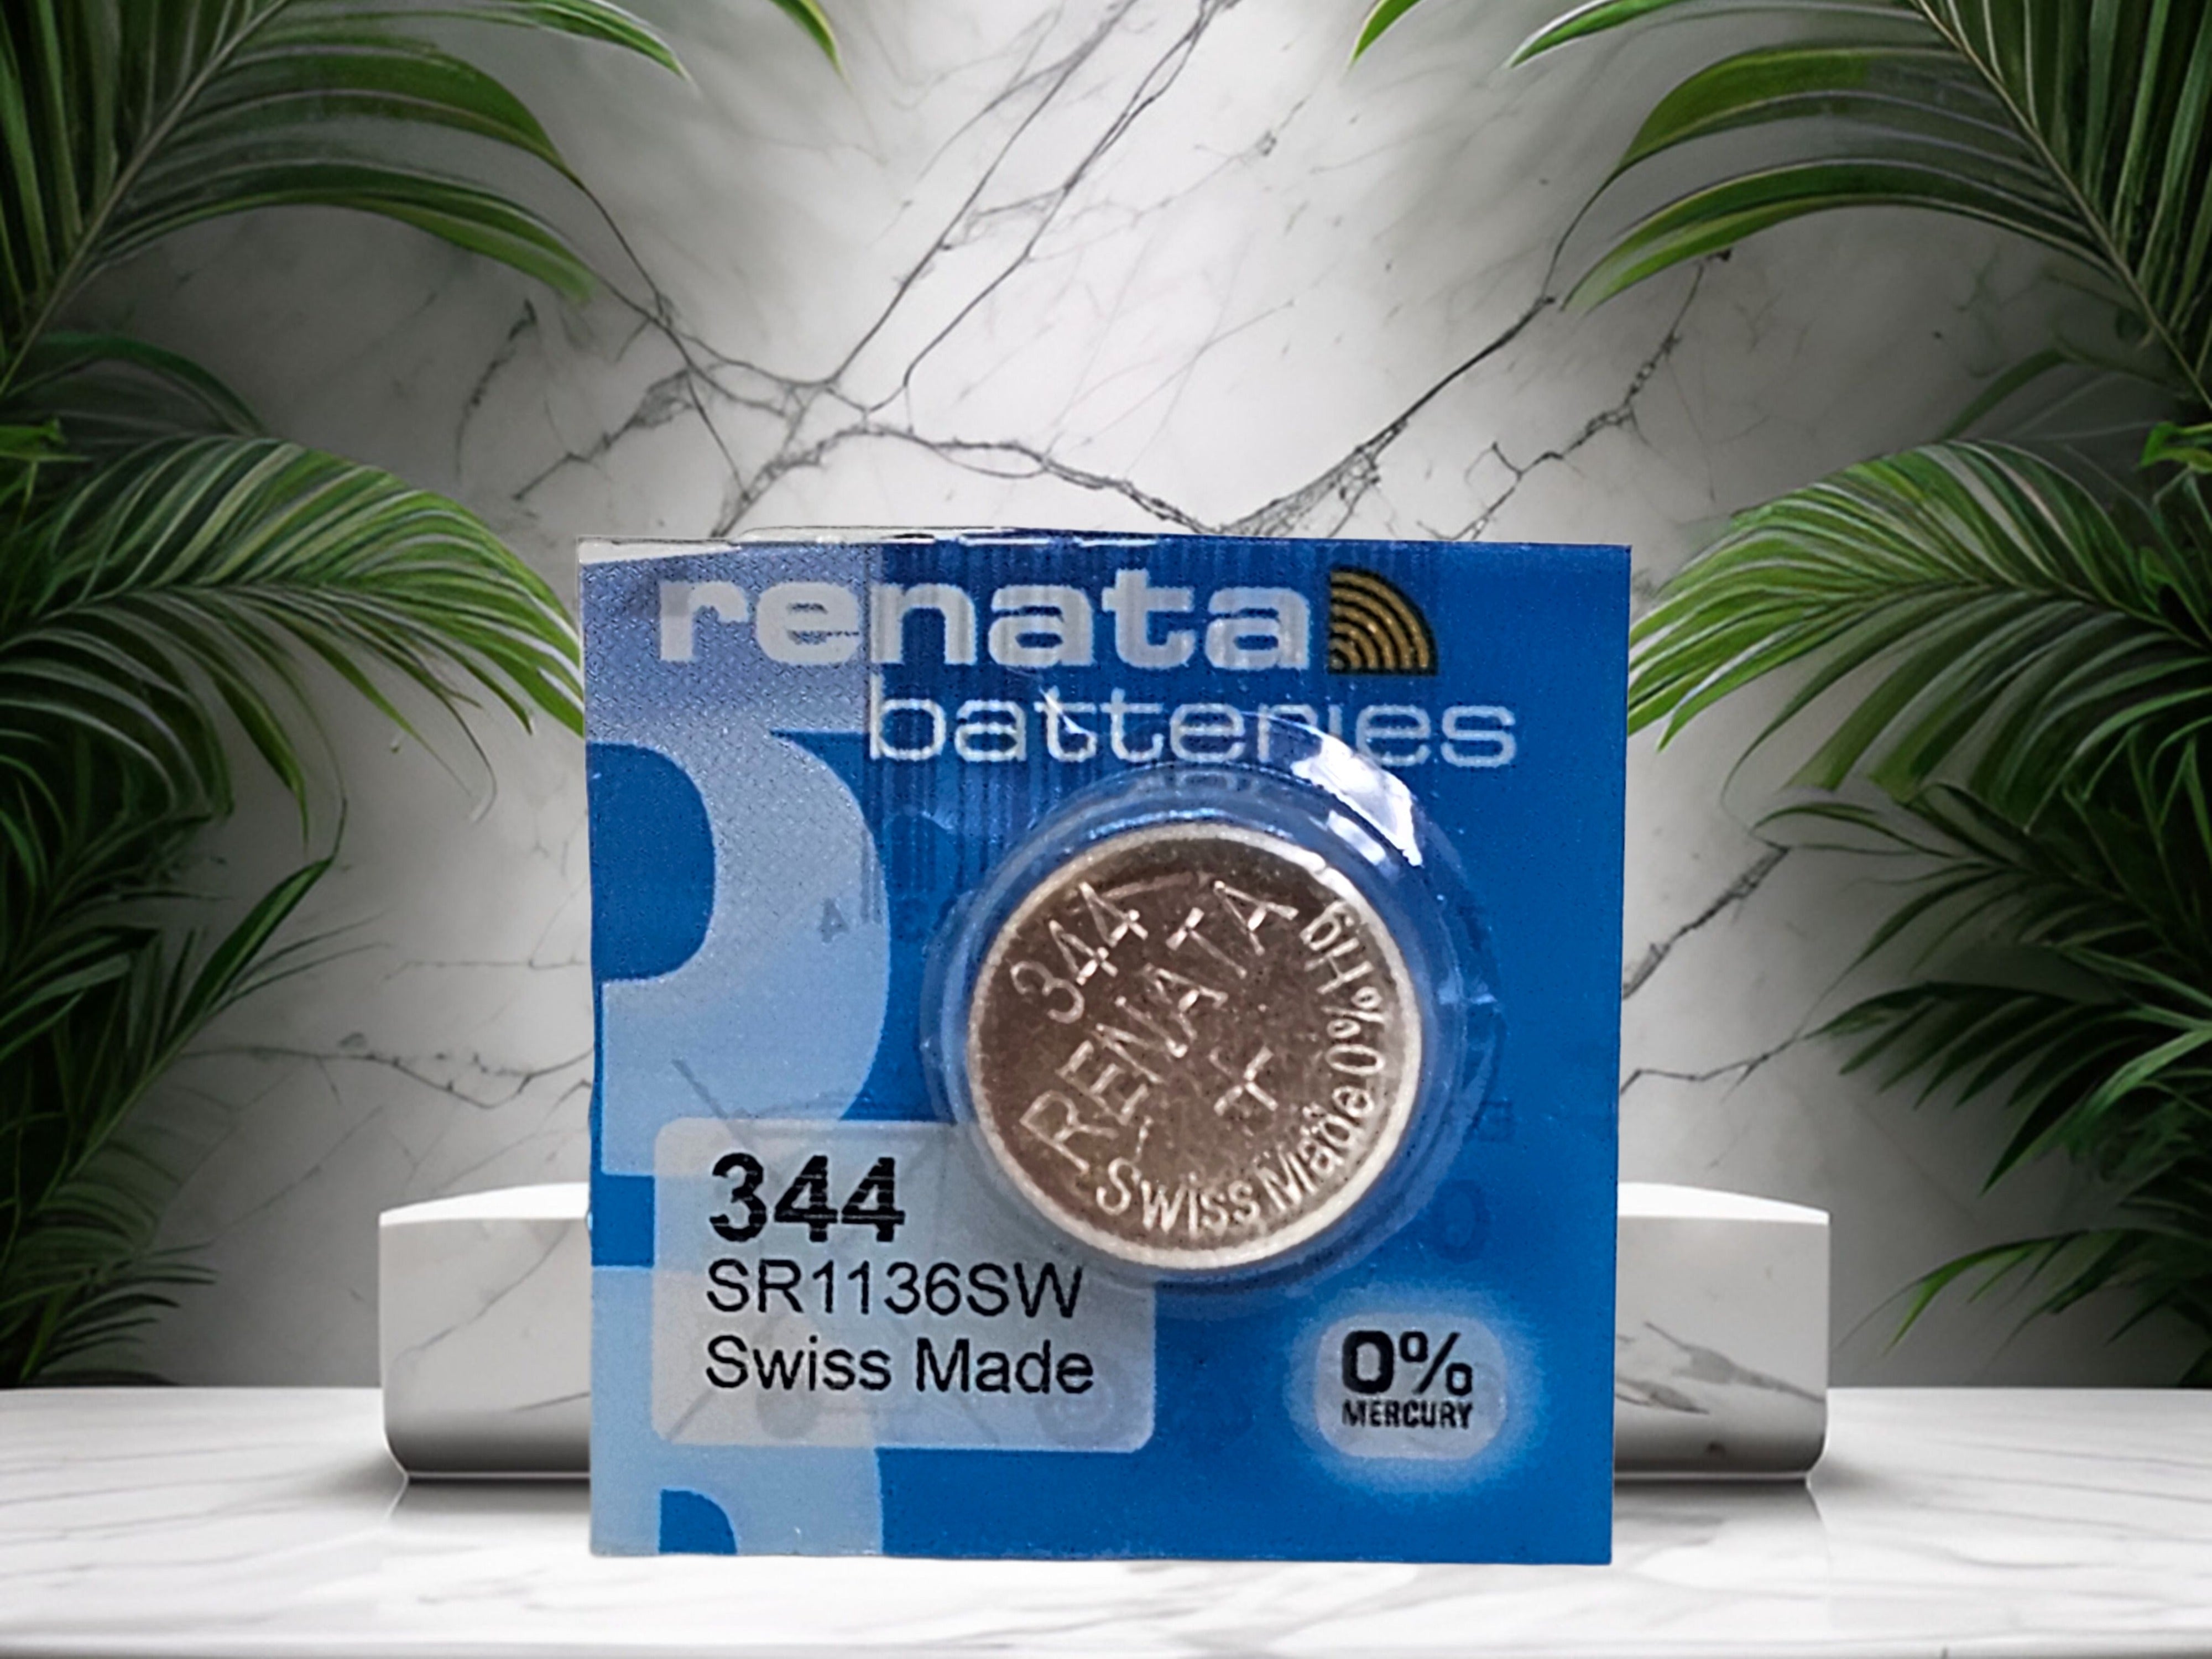 renata
batteries
344
RENATA
+
Swiss Made 0%Hg
344
SR1136SW
Swiss Made
0%
MERCURY